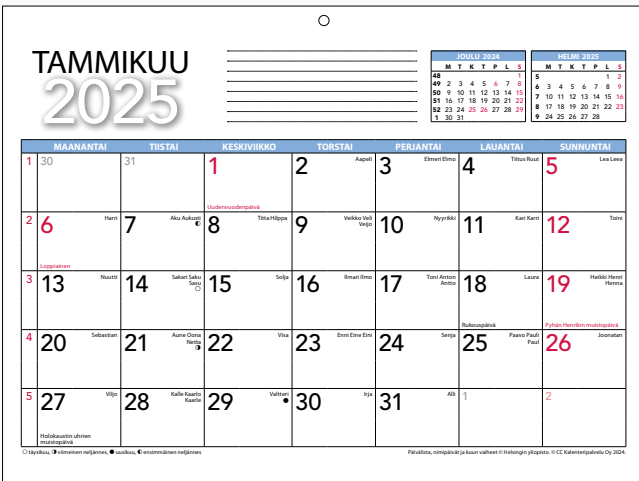 TAMMIKUU
2025
JOULU 2024
M T K T P L S
48 1
49 2 3 4 5 6 7 8
50 9 10 11 12 13 14 15
51 16 17 18 19 20 21 22
52 23 24 25 26 27 28 29
1 30 31
HELMI 2025
M T K T P L S
5 1 2
6 3 4 5 6 7 8 9
7 10 11 12 13 14 15 16
8 17 18 19 20 21 22 23
9 24 25 26 27 28
MAANANTAI TIISTAI KESKIVIIKKO TORSTAI PERJANTAI LAUANTAI SUNNUNTAI
1 30 31 1 2 Aapeli 3 Elmeri Elmo 4 Tiitus Ruut 5 Lea Leea
Uudenvuodenpäivä
2 6 Harri 7 Aku Aukusti 8 Titta Hilppa 9 Veikko Veli 10 Nyyrikki 11 Kari Karri 12 Toini
Veijo
Loppiainen
3 13 Nuutti 14 Sakari Saku 15 Solja 16 Ilmari Ilmo 17 Toni Anton 18 Laura 19 Heikki Henri
Sasu Antto Henna
Rukouspäivä Pyhän Henrikin muistopäivä
4 20 Sebastian 21 Aune Oona 22 Visa 23 Enni Eine Eini 24 Senja 25 Paavo Pauli 26 Joonatan
Netta Paul
5 27 Viljo 28 Kalle Kaarlo 29 Valtteri 30 Irja 31 Alli 1 2
Kaarle
Holokaustin uhrien
muistopäivä
○ täysikuu, ◑ viimeinen neljännes, ● uusikuu, ◐ ensimmäinen neljännes
Päivälista, nimipäivät ja kuun vaiheet © Helsingin yliopisto. © CC Kalenteripalvelu Oy 2024.